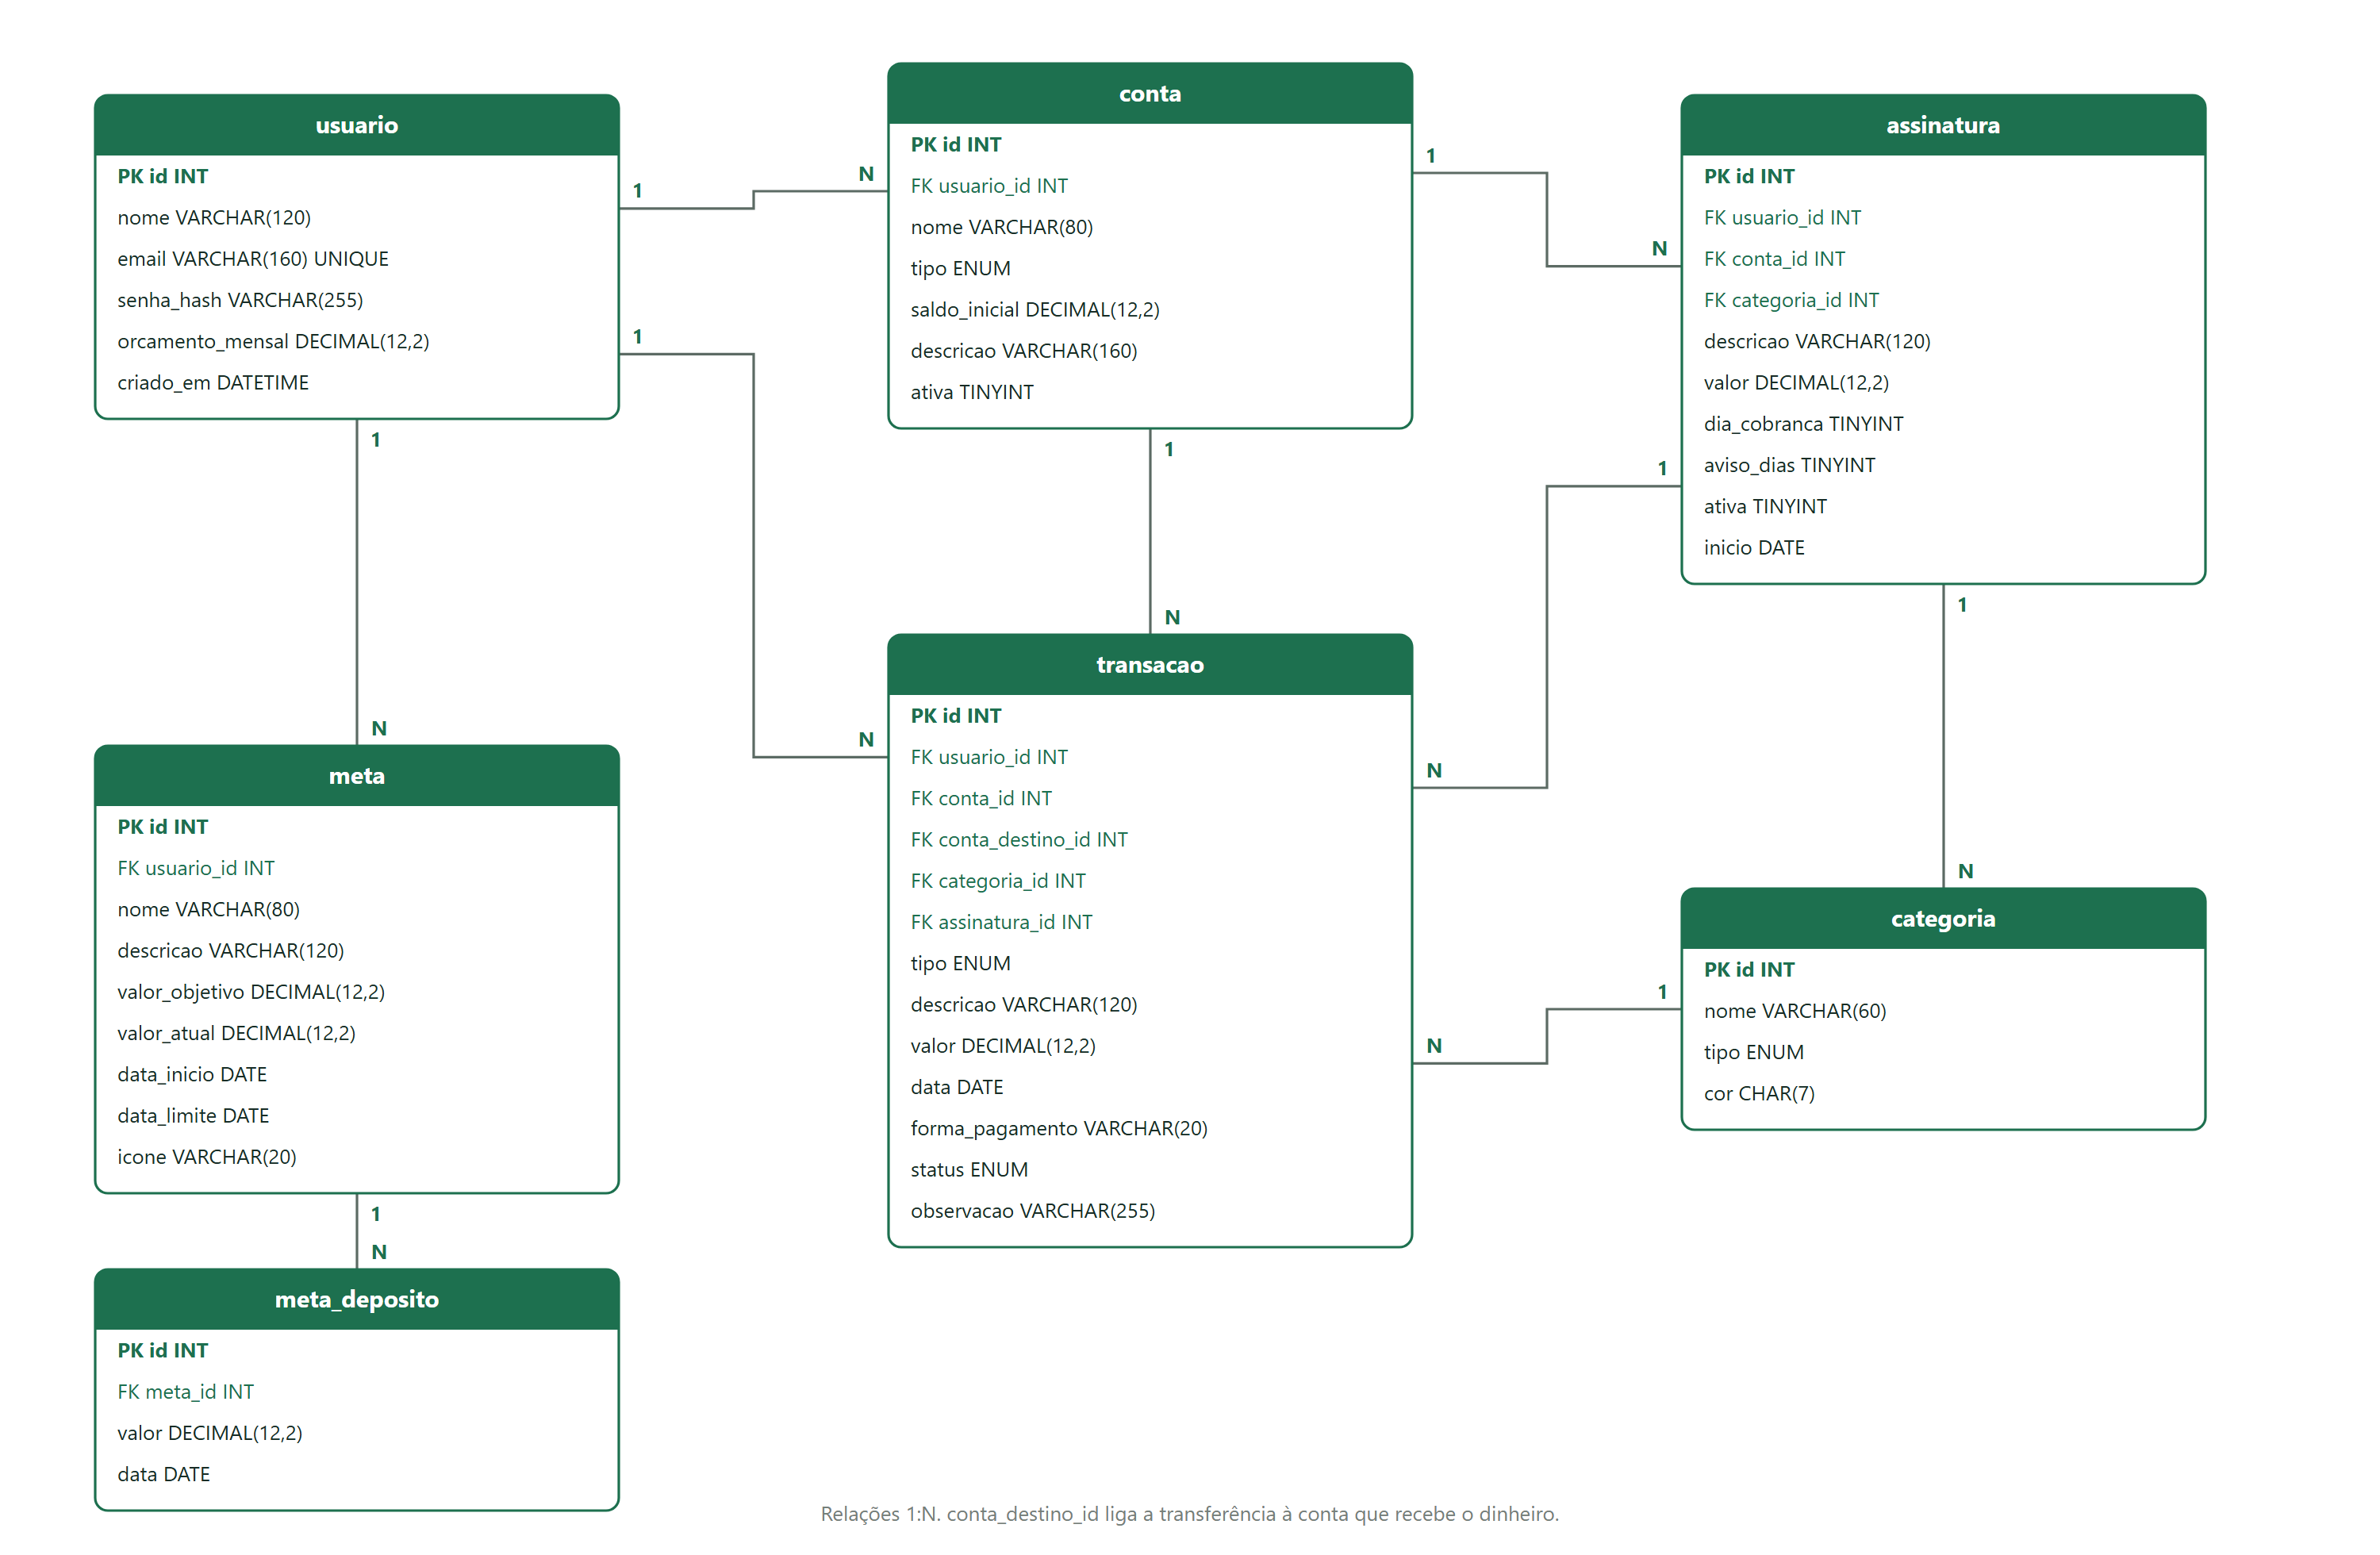 usuario
PK id INT
nome VARCHAR(120)
email VARCHAR(160) UNIQUE
senha_hash VARCHAR(255)
orcamento_mensal DECIMAL(12,2)
criado_em DATETIME
1
N
1
N
1
N
conta
PK id INT
FK usuario_id INT
nome VARCHAR(80)
tipo ENUM
saldo_inicial DECIMAL(12,2)
descricao VARCHAR(160)
ativa TINYINT
1
N
1
N
assinatura
PK id INT
FK usuario_id INT
FK conta_id INT
FK categoria_id INT
descricao VARCHAR(120)
valor DECIMAL(12,2)
dia_cobranca TINYINT
aviso_dias TINYINT
ativa TINYINT
inicio DATE
1
N
1
N
meta
PK id INT
FK usuario_id INT
nome VARCHAR(80)
descricao VARCHAR(120)
valor_objetivo DECIMAL(12,2)
valor_atual DECIMAL(12,2)
data_inicio DATE
data_limite DATE
icone VARCHAR(20)
1
N
transacao
PK id INT
FK usuario_id INT
FK conta_id INT
FK conta_destino_id INT
FK categoria_id INT
FK assinatura_id INT
tipo ENUM
descricao VARCHAR(120)
valor DECIMAL(12,2)
data DATE
forma_pagamento VARCHAR(20)
status ENUM
observacao VARCHAR(255)
1
N
categoria
PK id INT
nome VARCHAR(60)
tipo ENUM
cor CHAR(7)
meta_deposito
PK id INT
FK meta_id INT
valor DECIMAL(12,2)
data DATE
Relações 1:N. conta_destino_id liga a transferência à conta que recebe o dinheiro.